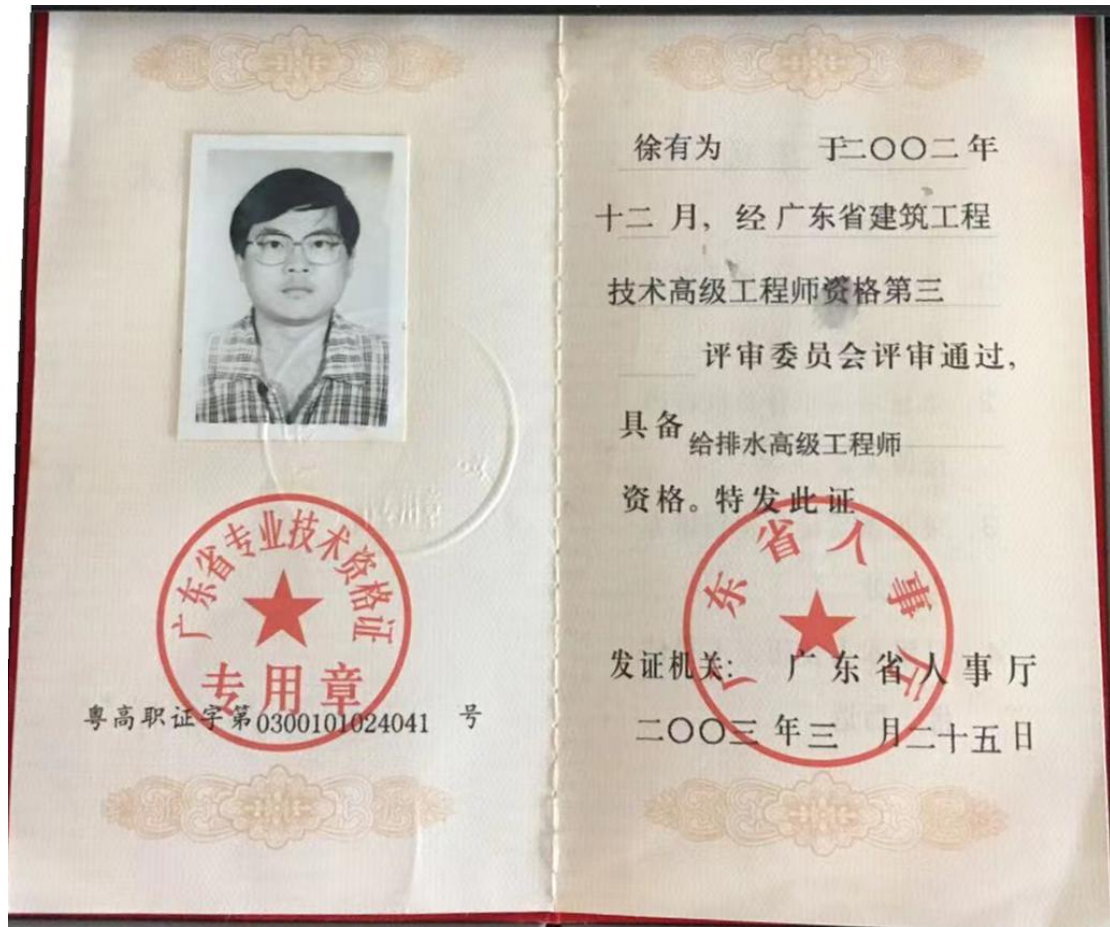 广东省专业技术资格证
专用章
粤高职证字第0300101024041 号
徐有为 于二〇〇二年
十二 月，经 广东省建筑工程
技术高级工程师资格第三
评审委员会评审通过，
具备 给排水高级工程师
资格。特发此证
广东省人事厅
发证机关： 广东省人事厅
二〇〇三 年 三 月二十五日